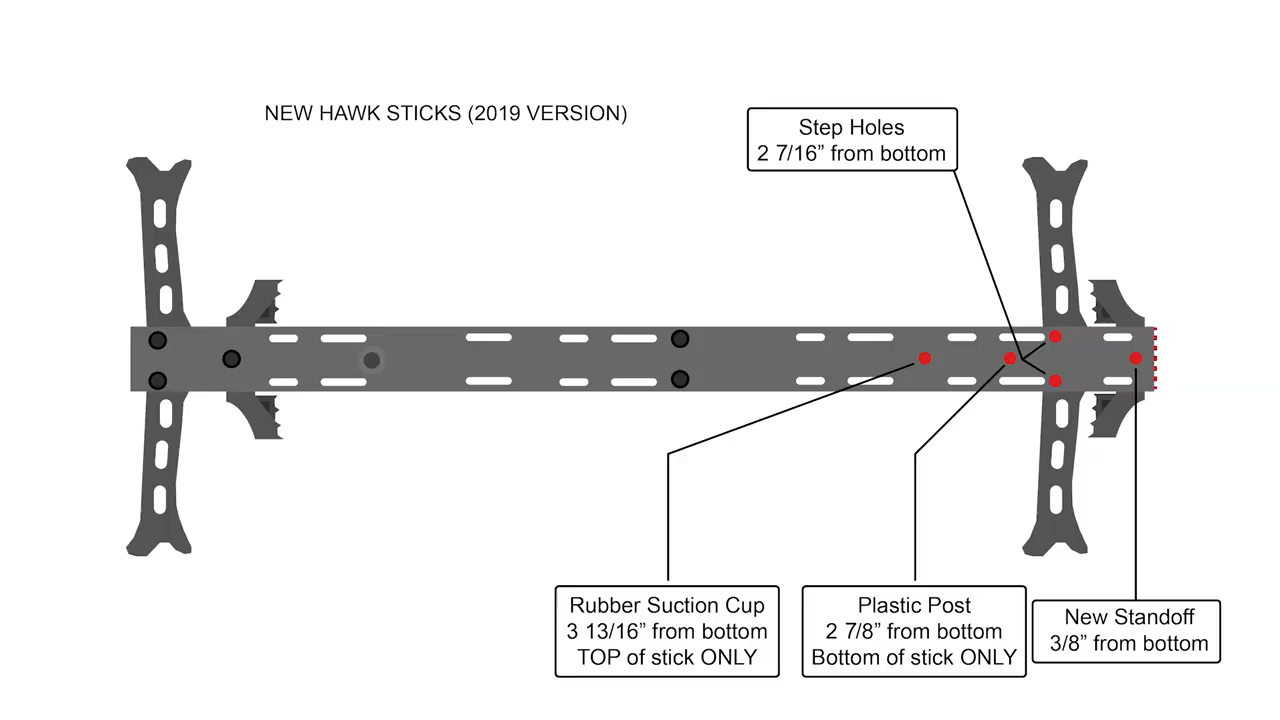 NEW HAWK STICKS (2019 VERSION)
Step Holes
2 7/16” from bottom
Rubber Suction Cup
3 13/16” from bottom
TOP of stick ONLY
Plastic Post
2 7/8” from bottom
Bottom of stick ONLY
New Standoff
3/8” from bottom